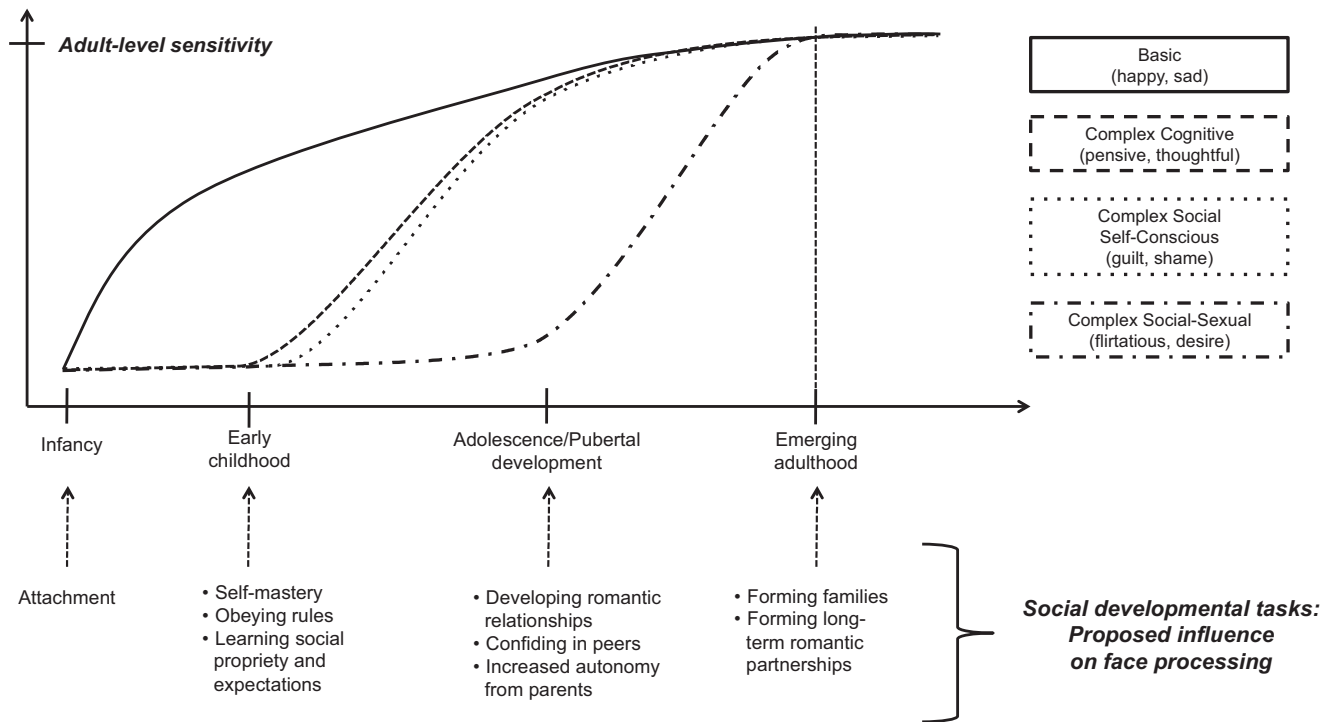 Adult-level sensitivity
Basic
(happy, sad)
Complex Cognitive
(pensive, thoughtful)
Complex Social
Self-Conscious
(guilt, shame)
Complex Social-Sexual
(flirtatious, desire)
Infancy
Early
childhood
Adolescence/Pubertal
development
Emerging
adulthood
Attachment
• Self-mastery
• Obeying rules
• Learning social
propriety and
expectations
• Developing romantic
relationships
• Confiding in peers
• Increased autonomy
from parents
• Forming families
• Forming long-
term romantic
partnerships
Social developmental tasks:
Proposed influence
on face processing